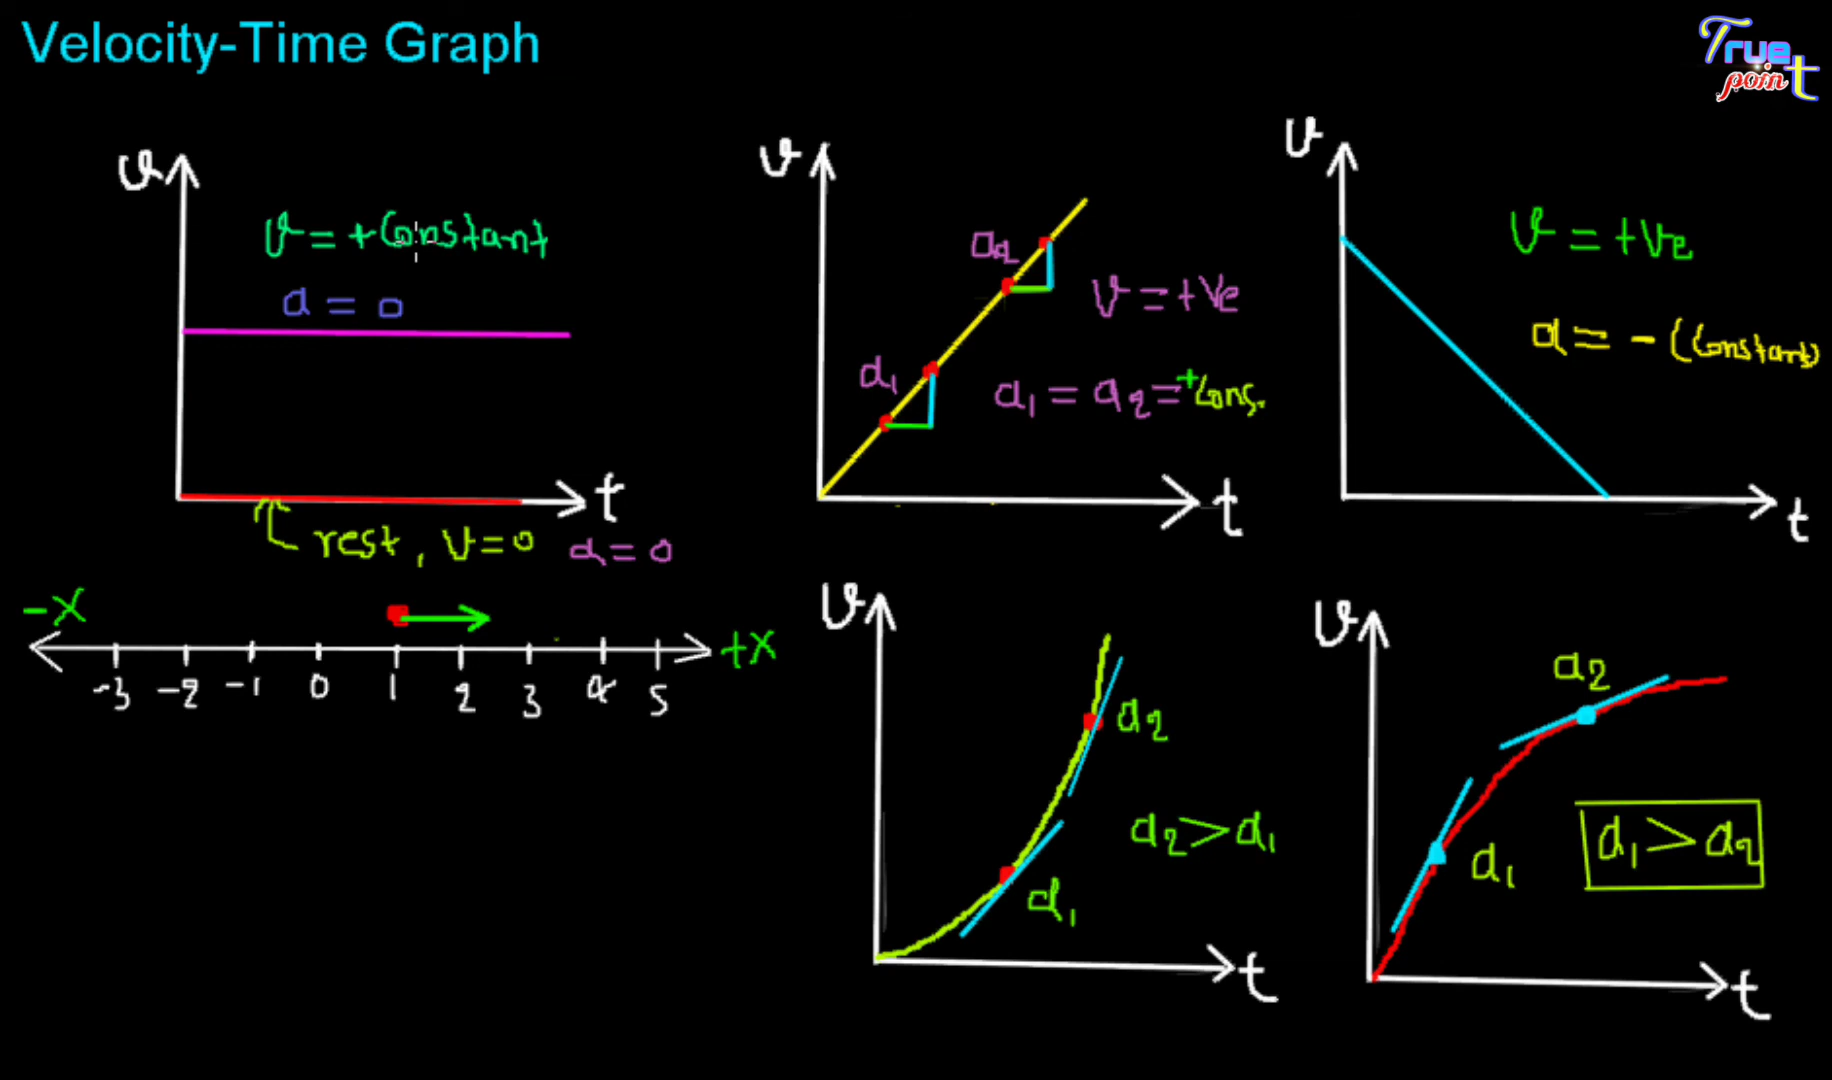 Velocity-Time Graph
True
point
v
v = + Constant
a = 0
t
rest, v = 0 a = 0
-x
+x
-3 -2 -1 0 1 2 3 4 5
v
a2
v = +ve
a1
a1 = a2 = +cons.
t
v
v = +ve
a = - (constant)
t
v
a2
a2 > a1
a1
t
v
a2
a1 > a2
a1
t